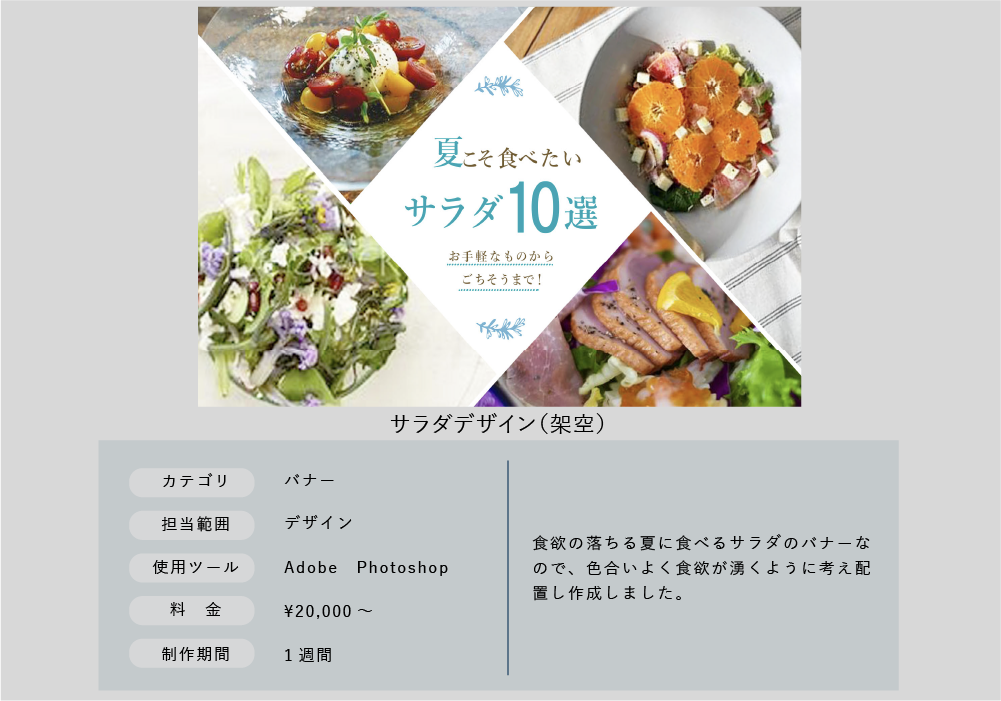 夏こそ食べたい
サラダ10選
お手軽なものから
ごちそうまで！
サラダデザイン（架空）
カテゴリ　バナー
担当範囲　デザイン
使用ツール　Adobe　Photoshop
料　金　¥20,000～
制作期間　1週間
食欲の落ちる夏に食べるサラダのバナーな
ので、色合いよく食欲が湧くように考え配
置し作成しました。